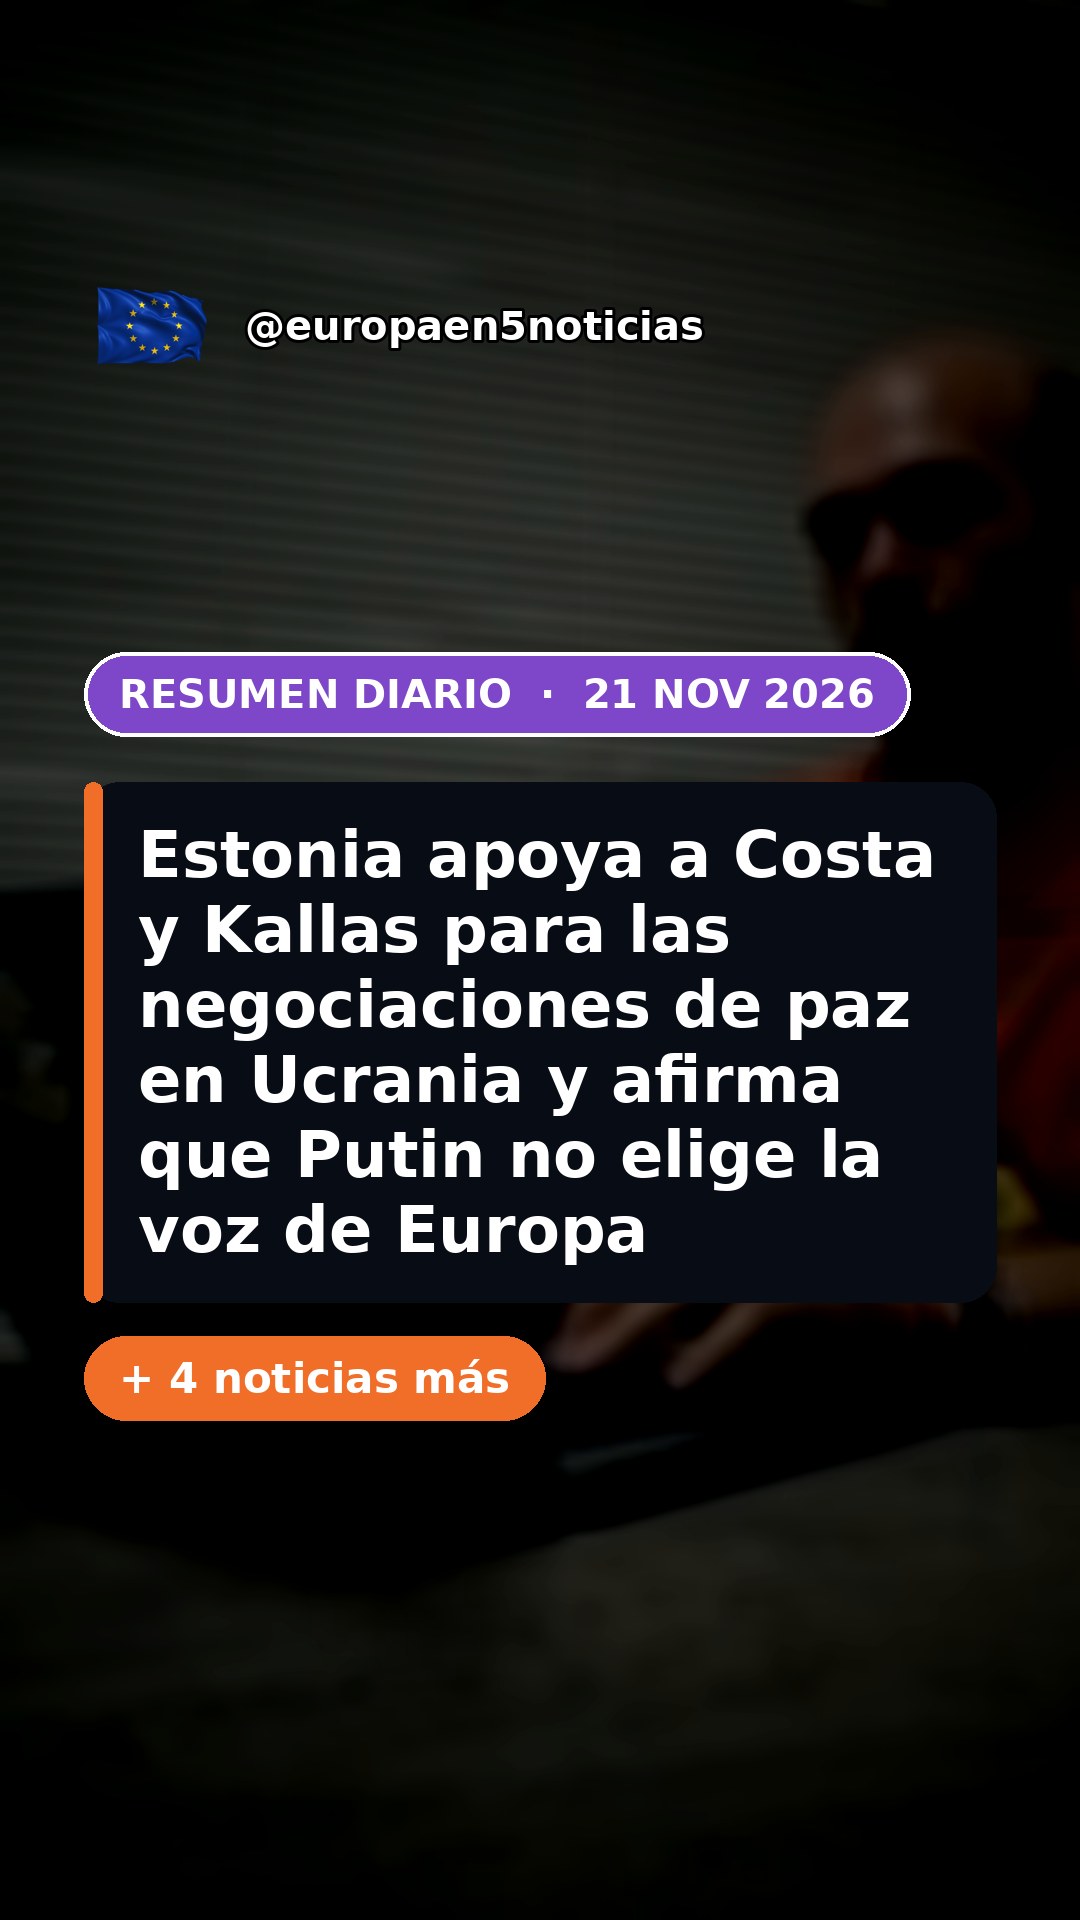 @europaen5noticias
RESUMEN DIARIO · 21 NOV 2026
Estonia apoya a Costa
y Kallas para las
negociaciones de paz
en Ucrania y afirma
que Putin no elige la
voz de Europa
+ 4 noticias más